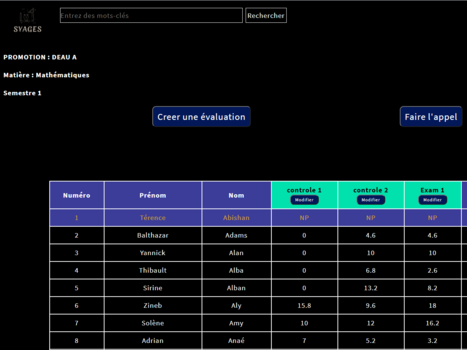 SYAGES
Entrez des mots-clés Rechercher
PROMOTION : DEAU A
Matière : Mathématiques
Semestre 1
Creer une évaluation Faire l'appel
Numéro Prénom Nom controle 1 controle 2 Exam 1
Modifier Modifier Modifier
1 Térence Abishan NP NP NP
2 Balthazar Adams 0 4.6 4.6
3 Yannick Alan 0 10 10
4 Thibault Alba 0 6.8 2.6
5 Sirine Alban 0 13.2 8.2
6 Zineb Aly 15.8 9.6 18
7 Solène Amy 10 12 16.2
8 Adrian Anaé 7 5.2 3.2